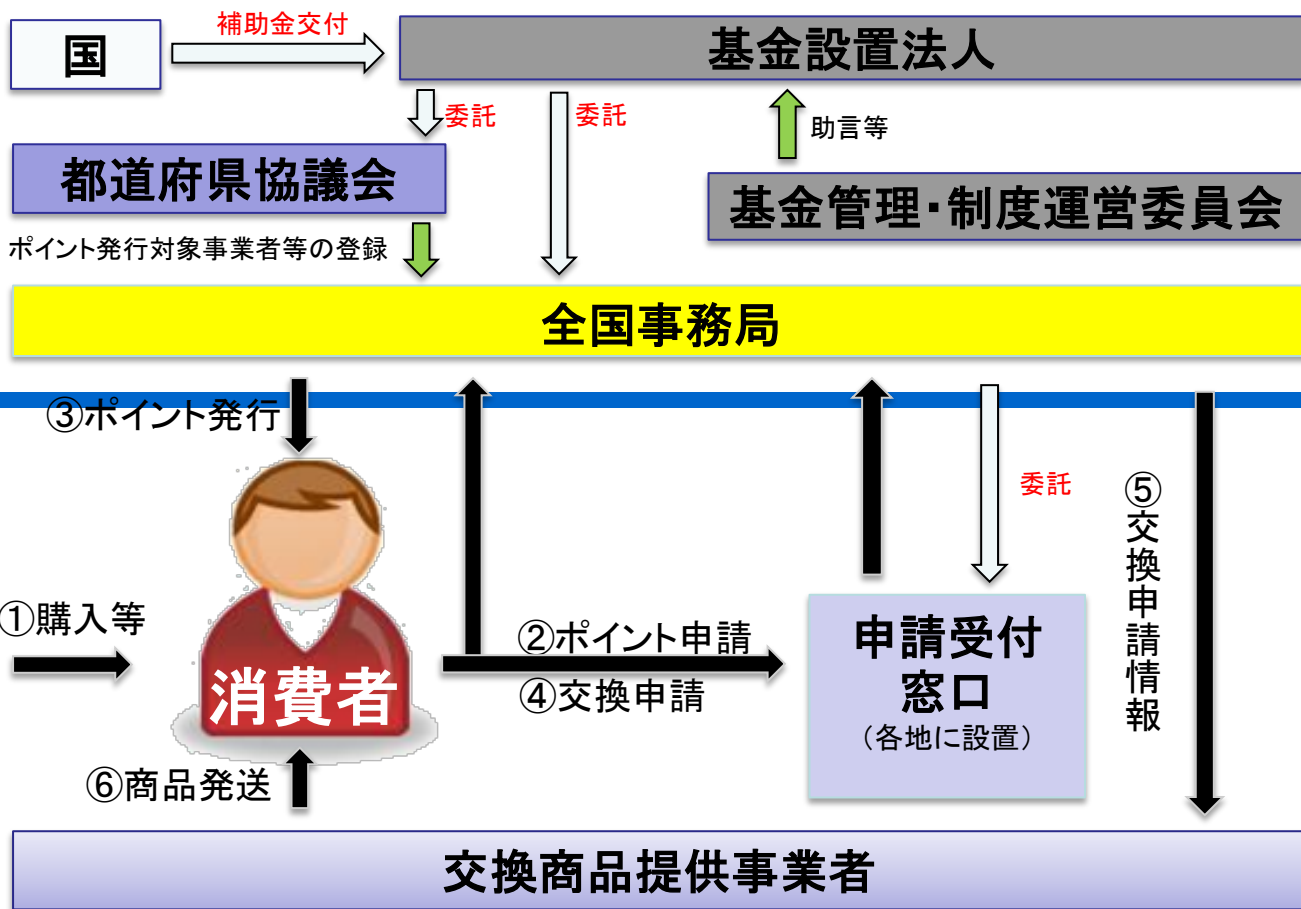 補助金交付
国
基金設置法人
委託
委託
助言等
都道府県協議会
基金管理・制度運営委員会
ポイント発行対象事業者等の登録
全国事務局
③ポイント発行
委託
⑤交換申請情報
①購入等
消費者
②ポイント申請
④交換申請
申請受付
窓口
（各地に設置）
⑥商品発送
交換商品提供事業者